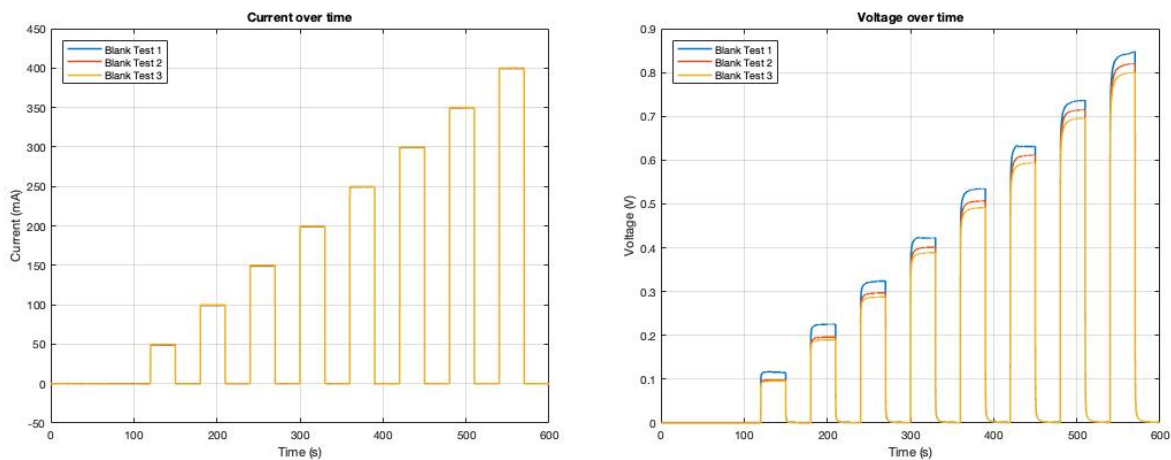 Current over time
450
400
350
300
250
200
150
100
50
0
-50
Current (mA)
Blank Test 1
Blank Test 2
Blank Test 3
0
100
200
300
400
500
600
Time (s)
Voltage over time
0.9
0.8
0.7
0.6
0.5
0.4
0.3
0.2
0.1
0
Voltage (V)
Blank Test 1
Blank Test 2
Blank Test 3
0
100
200
300
400
500
600
Time (s)